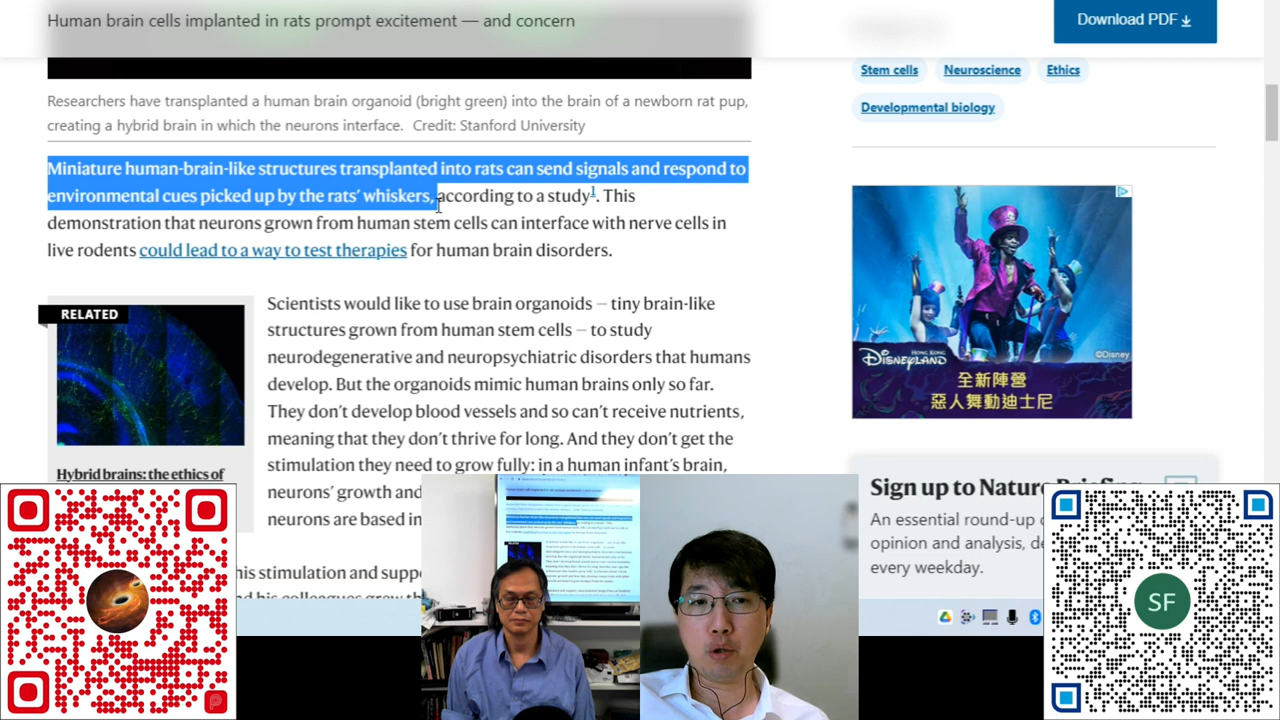 Human brain cells implanted in rats prompt excitement — and concern
Download PDF
Researchers have transplanted a human brain organoid (bright green) into the brain of a newborn rat pup,
creating a hybrid brain in which the neurons interface. Credit: Stanford University
Miniature human-brain-like structures transplanted into rats can send signals and respond to
environmental cues picked up by the rats’ whiskers, according to a study1. This
demonstration that neurons grown from human stem cells can interface with nerve cells in
live rodents could lead to a way to test therapies for human brain disorders.
RELATED
Hybrid brains: the ethics of
Scientists would like to use brain organoids — tiny brain-like
structures grown from human stem cells — to study
neurodegenerative and neuropsychiatric disorders that humans
develop. But the organoids mimic human brains only so far.
They don’t develop blood vessels and so can’t receive nutrients,
meaning that they don’t thrive for long. And they don’t get the
stimulation they need to grow fully: in a human infant’s brain,
neurons’ growth and
neurons are based in
his stimulation and supp
Stem cells
Neuroscience
Ethics
Developmental biology
HONG KONG
DISNEYLAND
©Disney
全新陣營
惡人舞動迪士尼
Sign up to Nature Briefing
An essential round-up
opinion and analy
every weekday.
SF